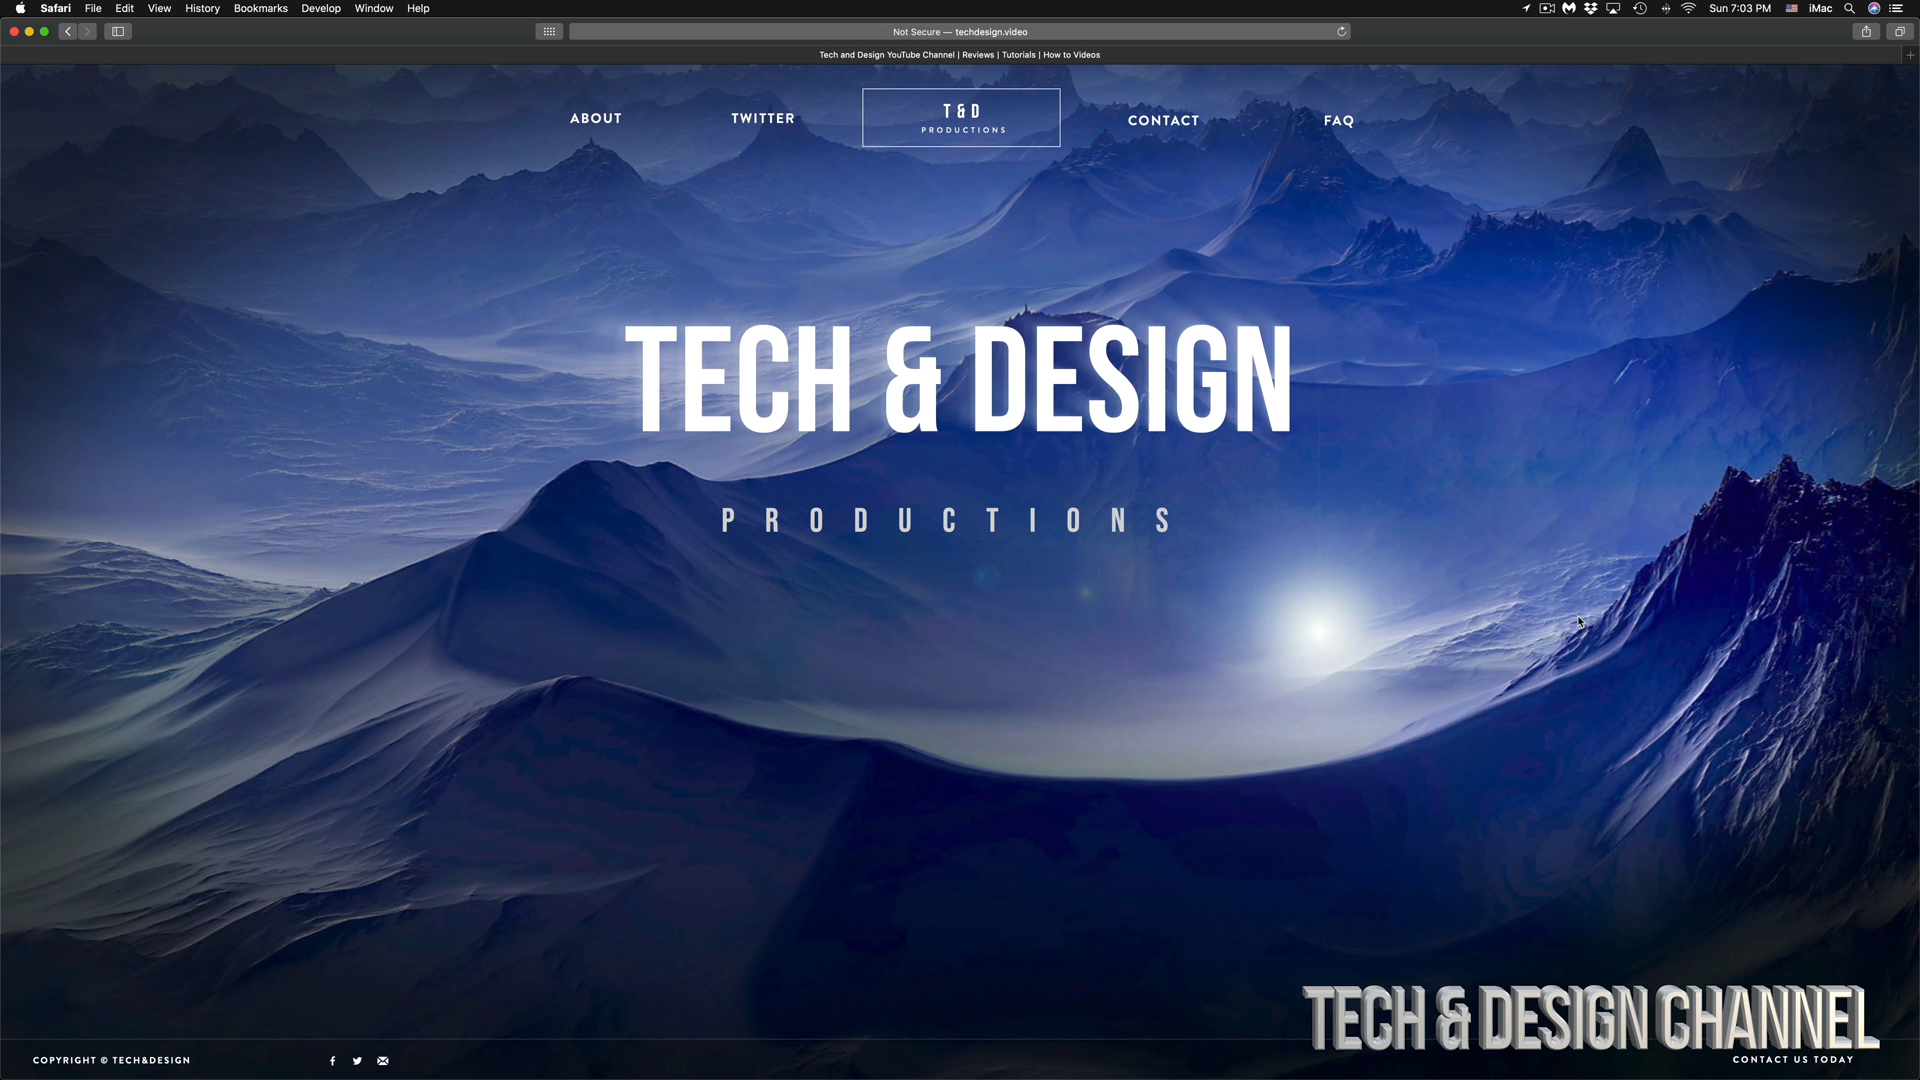 Safari File Edit View History Bookmarks Develop Window Help Sun 7:03 PM iMac
Not Secure — techdesign.video
Tech and Design YouTube Channel | Reviews | Tutorials | How to Videos
ABOUT TWITTER T & D CONTACT FAQ
PRODUCTIONS
TECH & DESIGN
PRODUCTIONS
TECH & DESIGN CHANNEL
COPYRIGHT © TECH&DESIGN CONTACT US TODAY